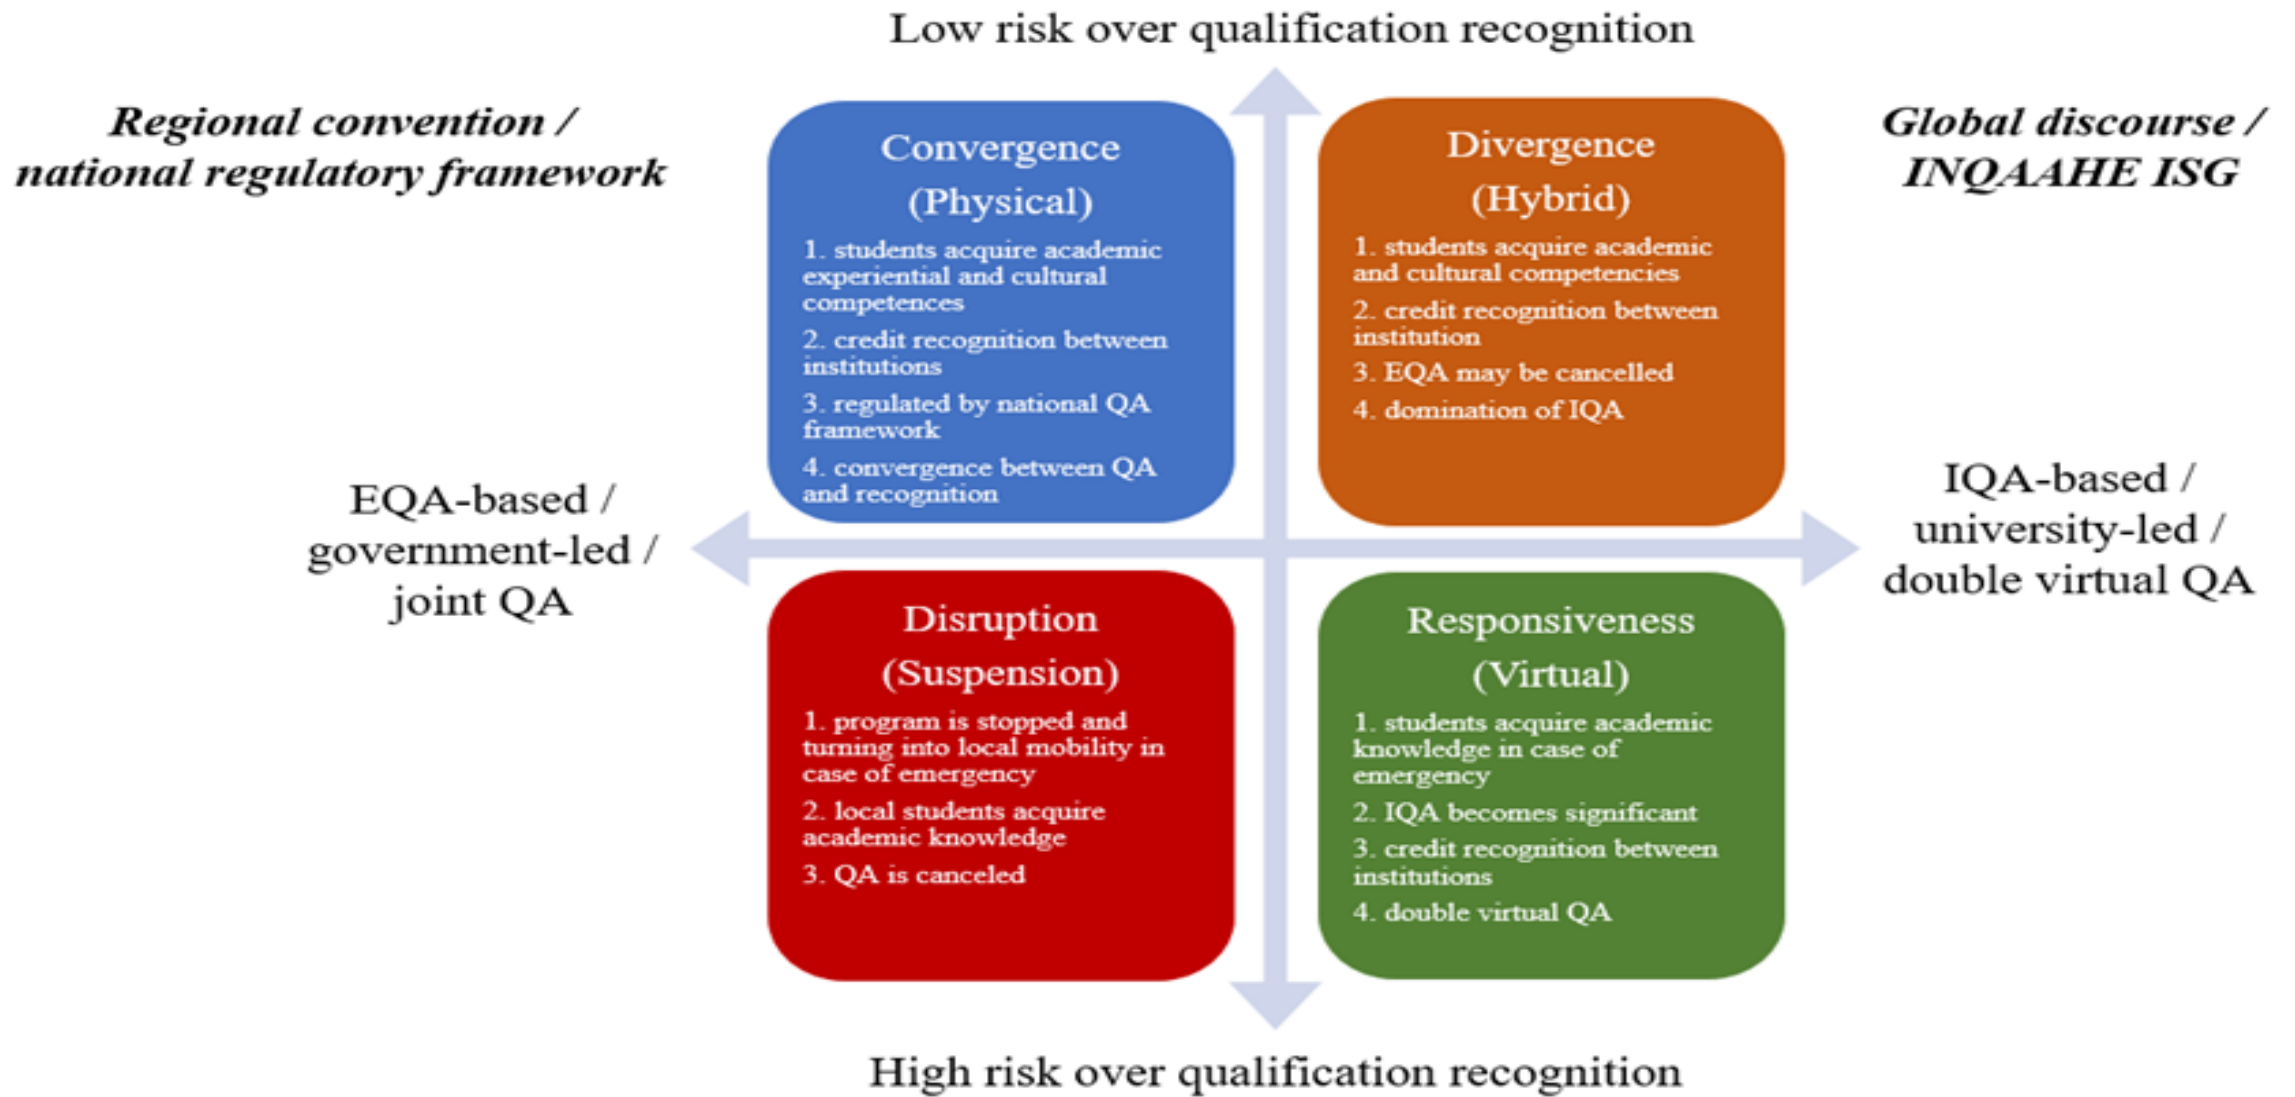 Low risk over qualification recognition
Regional convention /
national regulatory framework
Global discourse /
INQAAHE ISG
Convergence
(Physical)
1. students acquire academic
experiential and cultural
competences
2. credit recognition between
institutions
3. regulated by national QA
framework
4. convergence between QA
and recognition
Divergence
(Hybrid)
1. students acquire academic
and cultural competencies
2. credit recognition between
institution
3. EQA may be cancelled
4. domination of IQA
EQA-based /
government-led /
joint QA
IQA-based /
university-led /
double virtual QA
Disruption
(Suspension)
1. program is stopped and
turning into local mobility in
case of emergency
2. local students acquire
academic knowledge
3. QA is canceled
Responsiveness
(Virtual)
1. students acquire academic
knowledge in case of
emergency
2. IQA becomes significant
3. credit recognition between
institutions
4. double virtual QA
High risk over qualification recognition